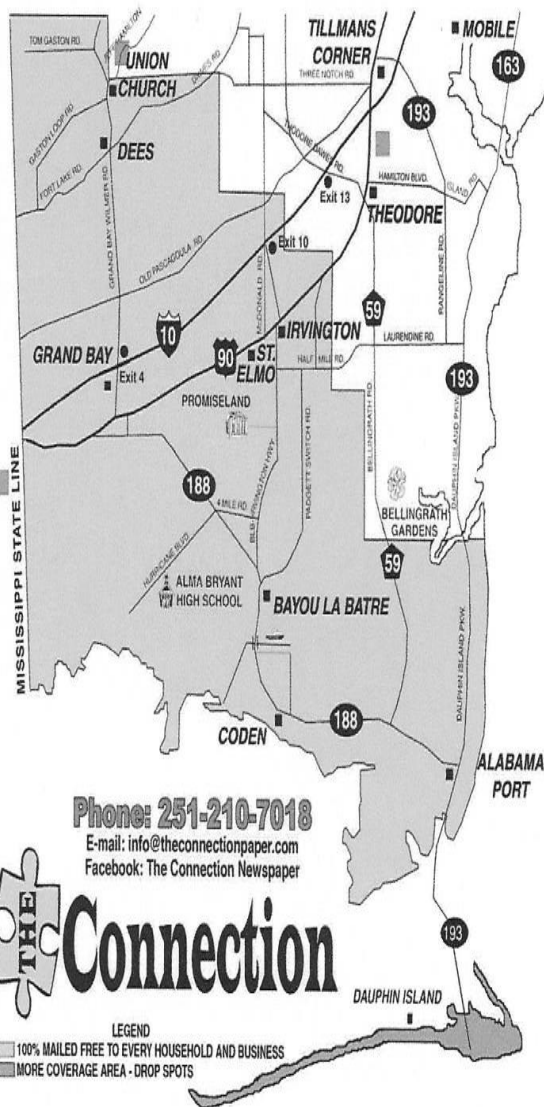 TILLMANS
CORNER
MOBILE
163
TOM GASTON RD.
UNION
CHURCH
THREE NOTCH RD.
193
GASTON LOOP RD
DEES
FORT LAKE RD.
THEODORE DAWES RD.
HAMILTON BLVD.
ISLAND RD
Exit 13
THEODORE
GRAND BAY WILMER RD.
OLD PASCAGOULA RD
Exit 10
McDONALD RD.
RANGELINE RD.
10
59
IRVINGTON
LAURENDINE RD.
GRAND BAY
90
ST.
ELMO
HALF MILE RD.
Exit 4
193
PROMISELAND
BELLINGRATH RD.
DAUPHIN ISLAND PKW.
PADGETT SWITCH RD.
188
BLB-IRVINGTON HWY.
4 MILE RD.
BELLINGRATH
GARDENS
MISSISSIPPI STATE LINE
HURRICANE BLVD.
59
ALMA BRYANT
HIGH SCHOOL
BAYOU LA BATRE
DAUPHIN ISLAND PKW.
CODEN
188
ALABAMA
PORT
Phone: 251-210-7018
E-mail: info@theconnectionpaper.com
Facebook: The Connection Newspaper
THE
Connection
193
DAUPHIN ISLAND
LEGEND
100% MAILED FREE TO EVERY HOUSEHOLD AND BUSINESS
MORE COVERAGE AREA - DROP SPOTS